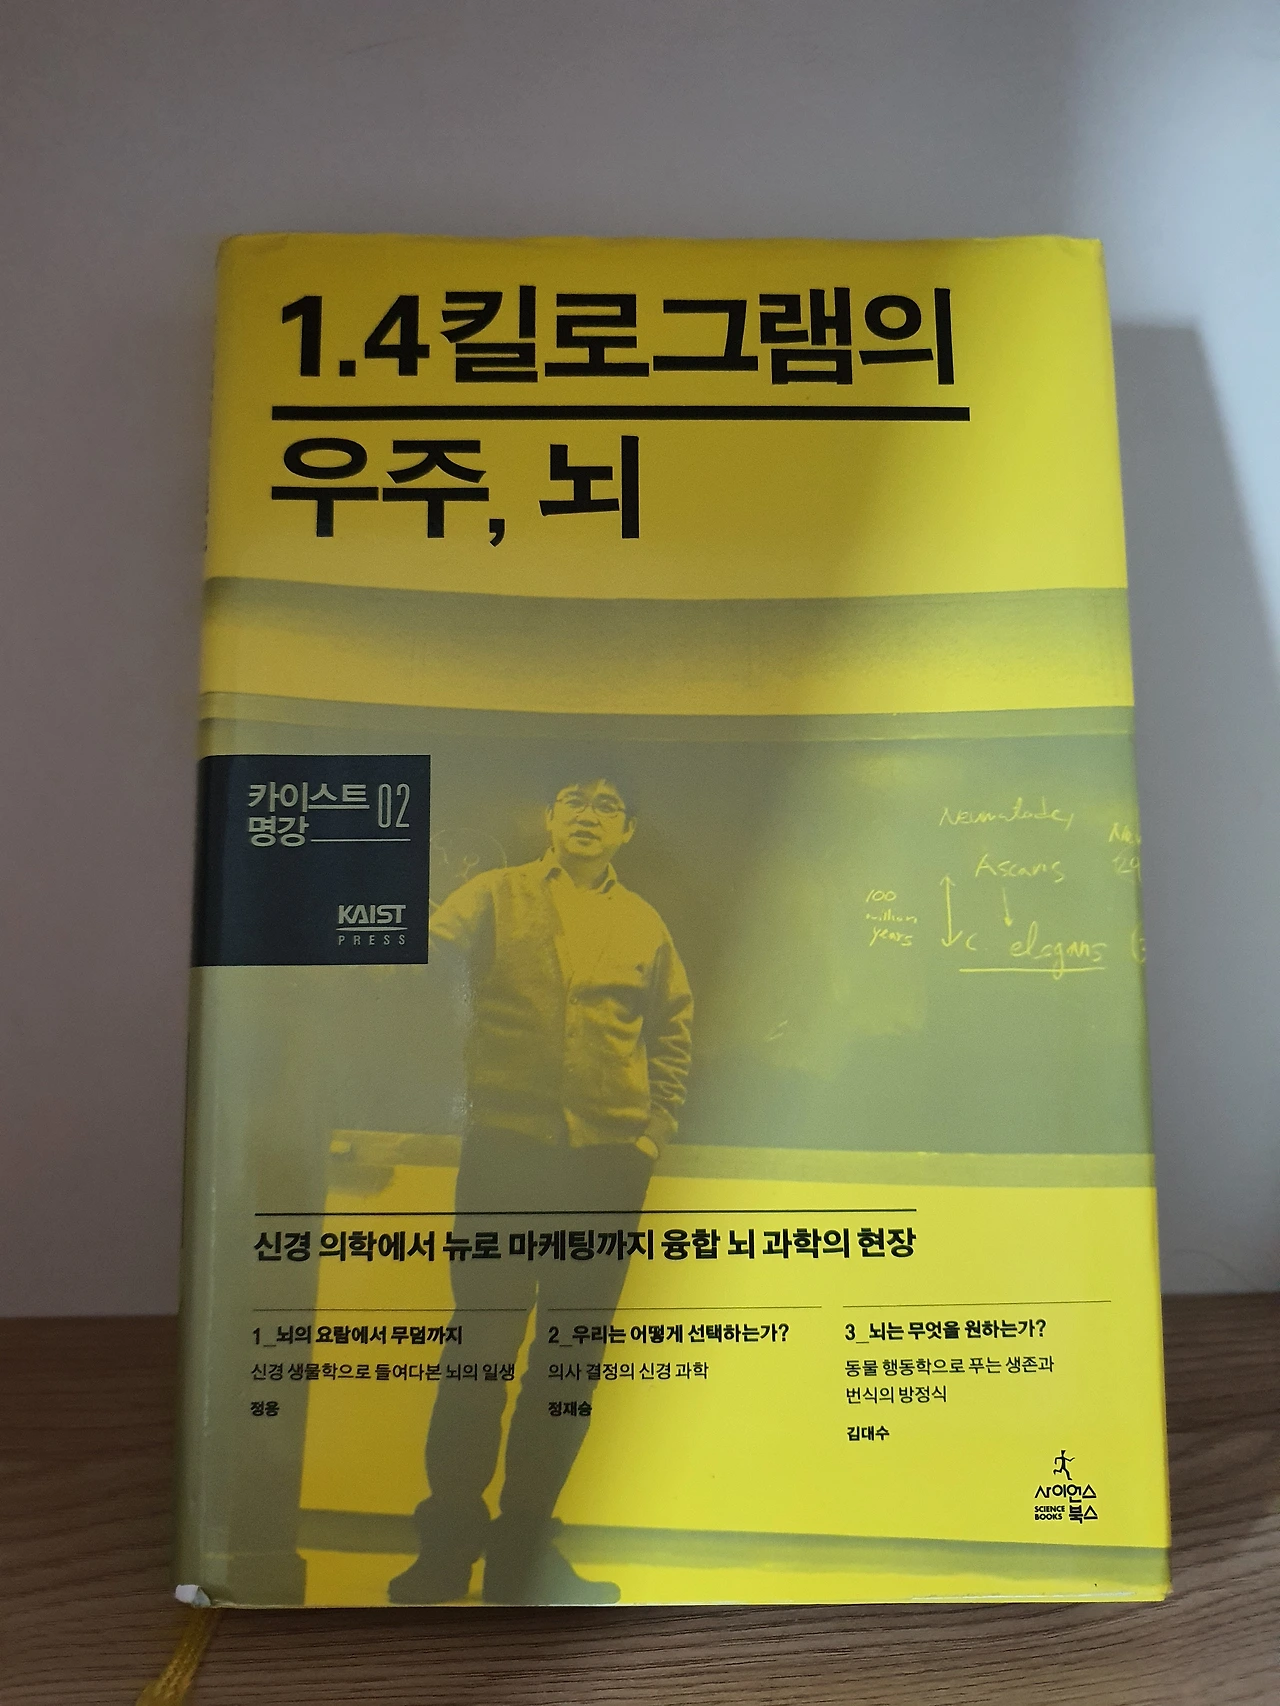 1.4킬로그램의
우주, 뇌
카이스트 02
명강
KAIST
PRESS
Nematode,
Ascaris
100
million
years
C. elegans
신경 의학에서 뉴로 마케팅까지 융합 뇌 과학의 현장
1_뇌의 요람에서 무덤까지
신경 생물학으로 들여다본 뇌의 일생
정용
2_우리는 어떻게 선택하는가?
의사 결정의 신경 과학
정재승
3_뇌는 무엇을 원하는가?
동물 행동학으로 푸는 생존과
번식의 방정식
김대수
사이언스
SCIENCE BOOKS 북스